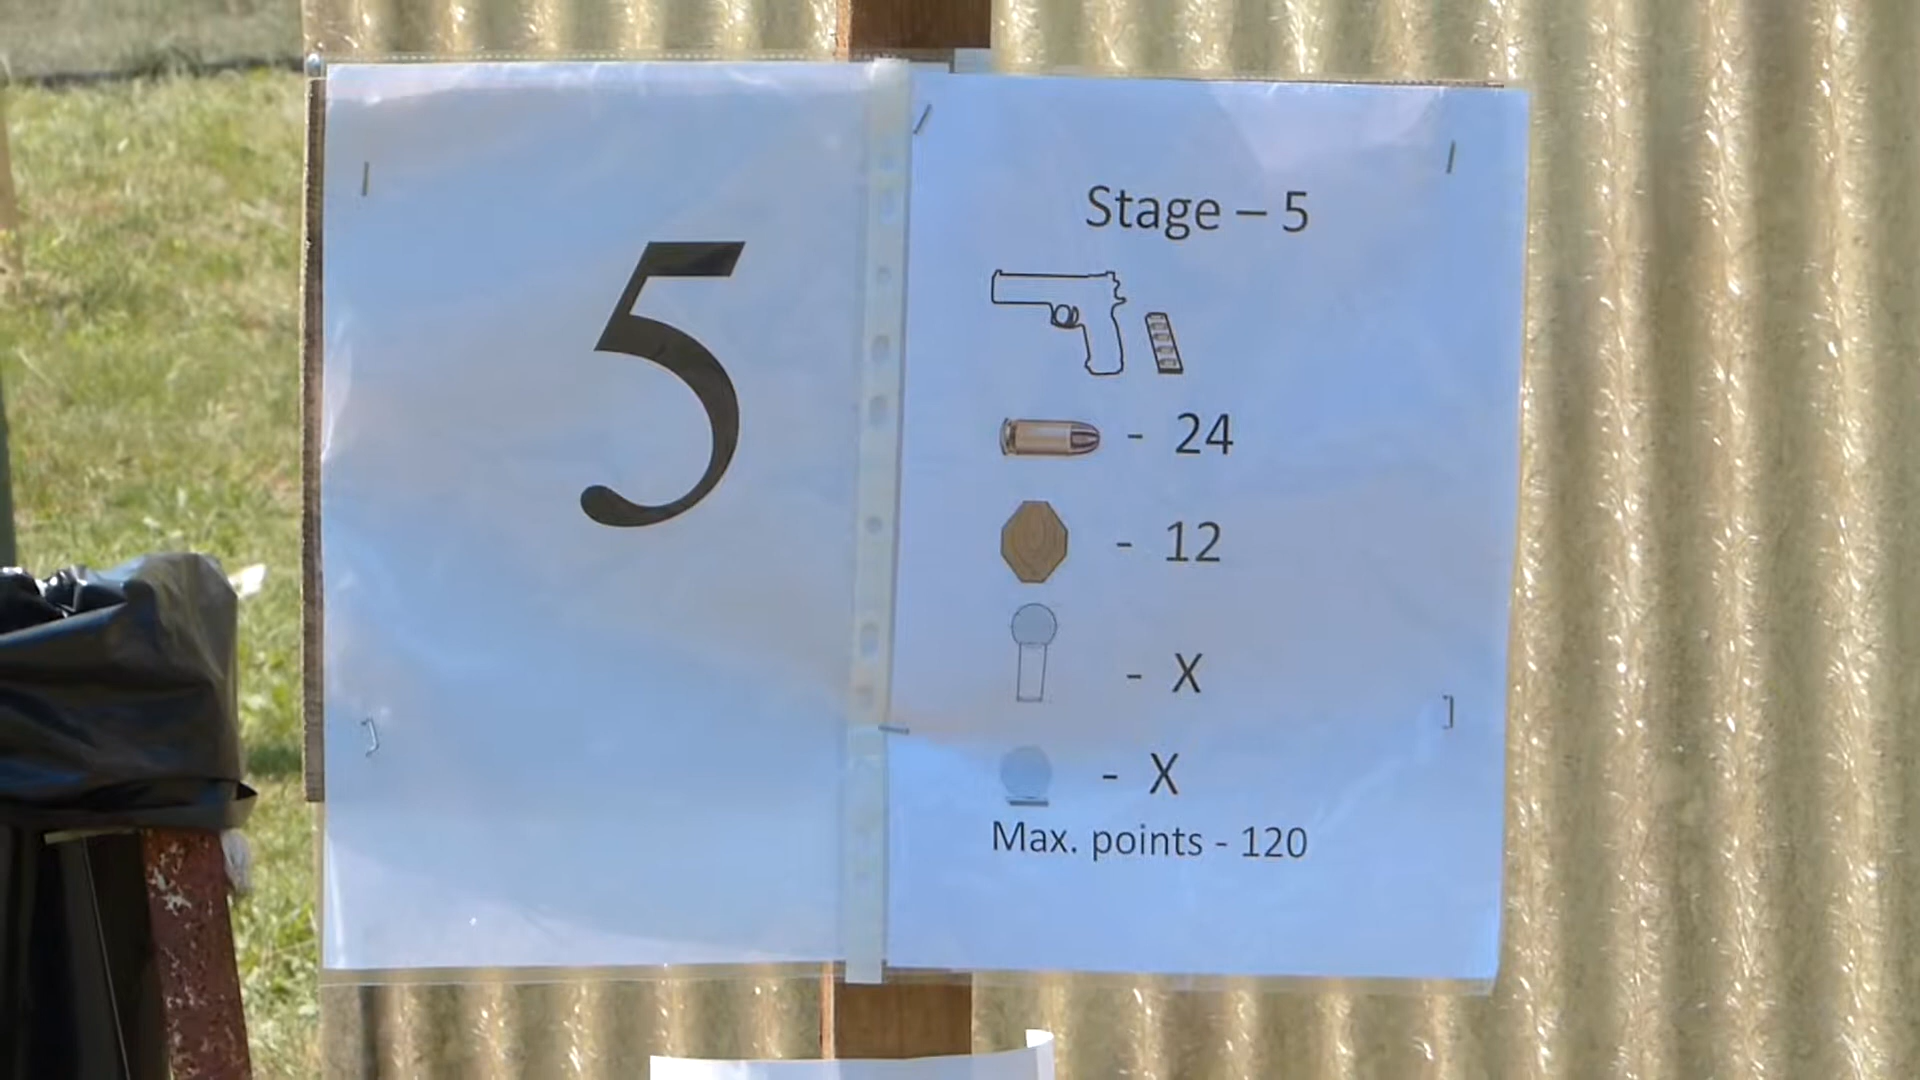 5
Stage – 5
- 24
- 12
- X
- X
Max. points - 120